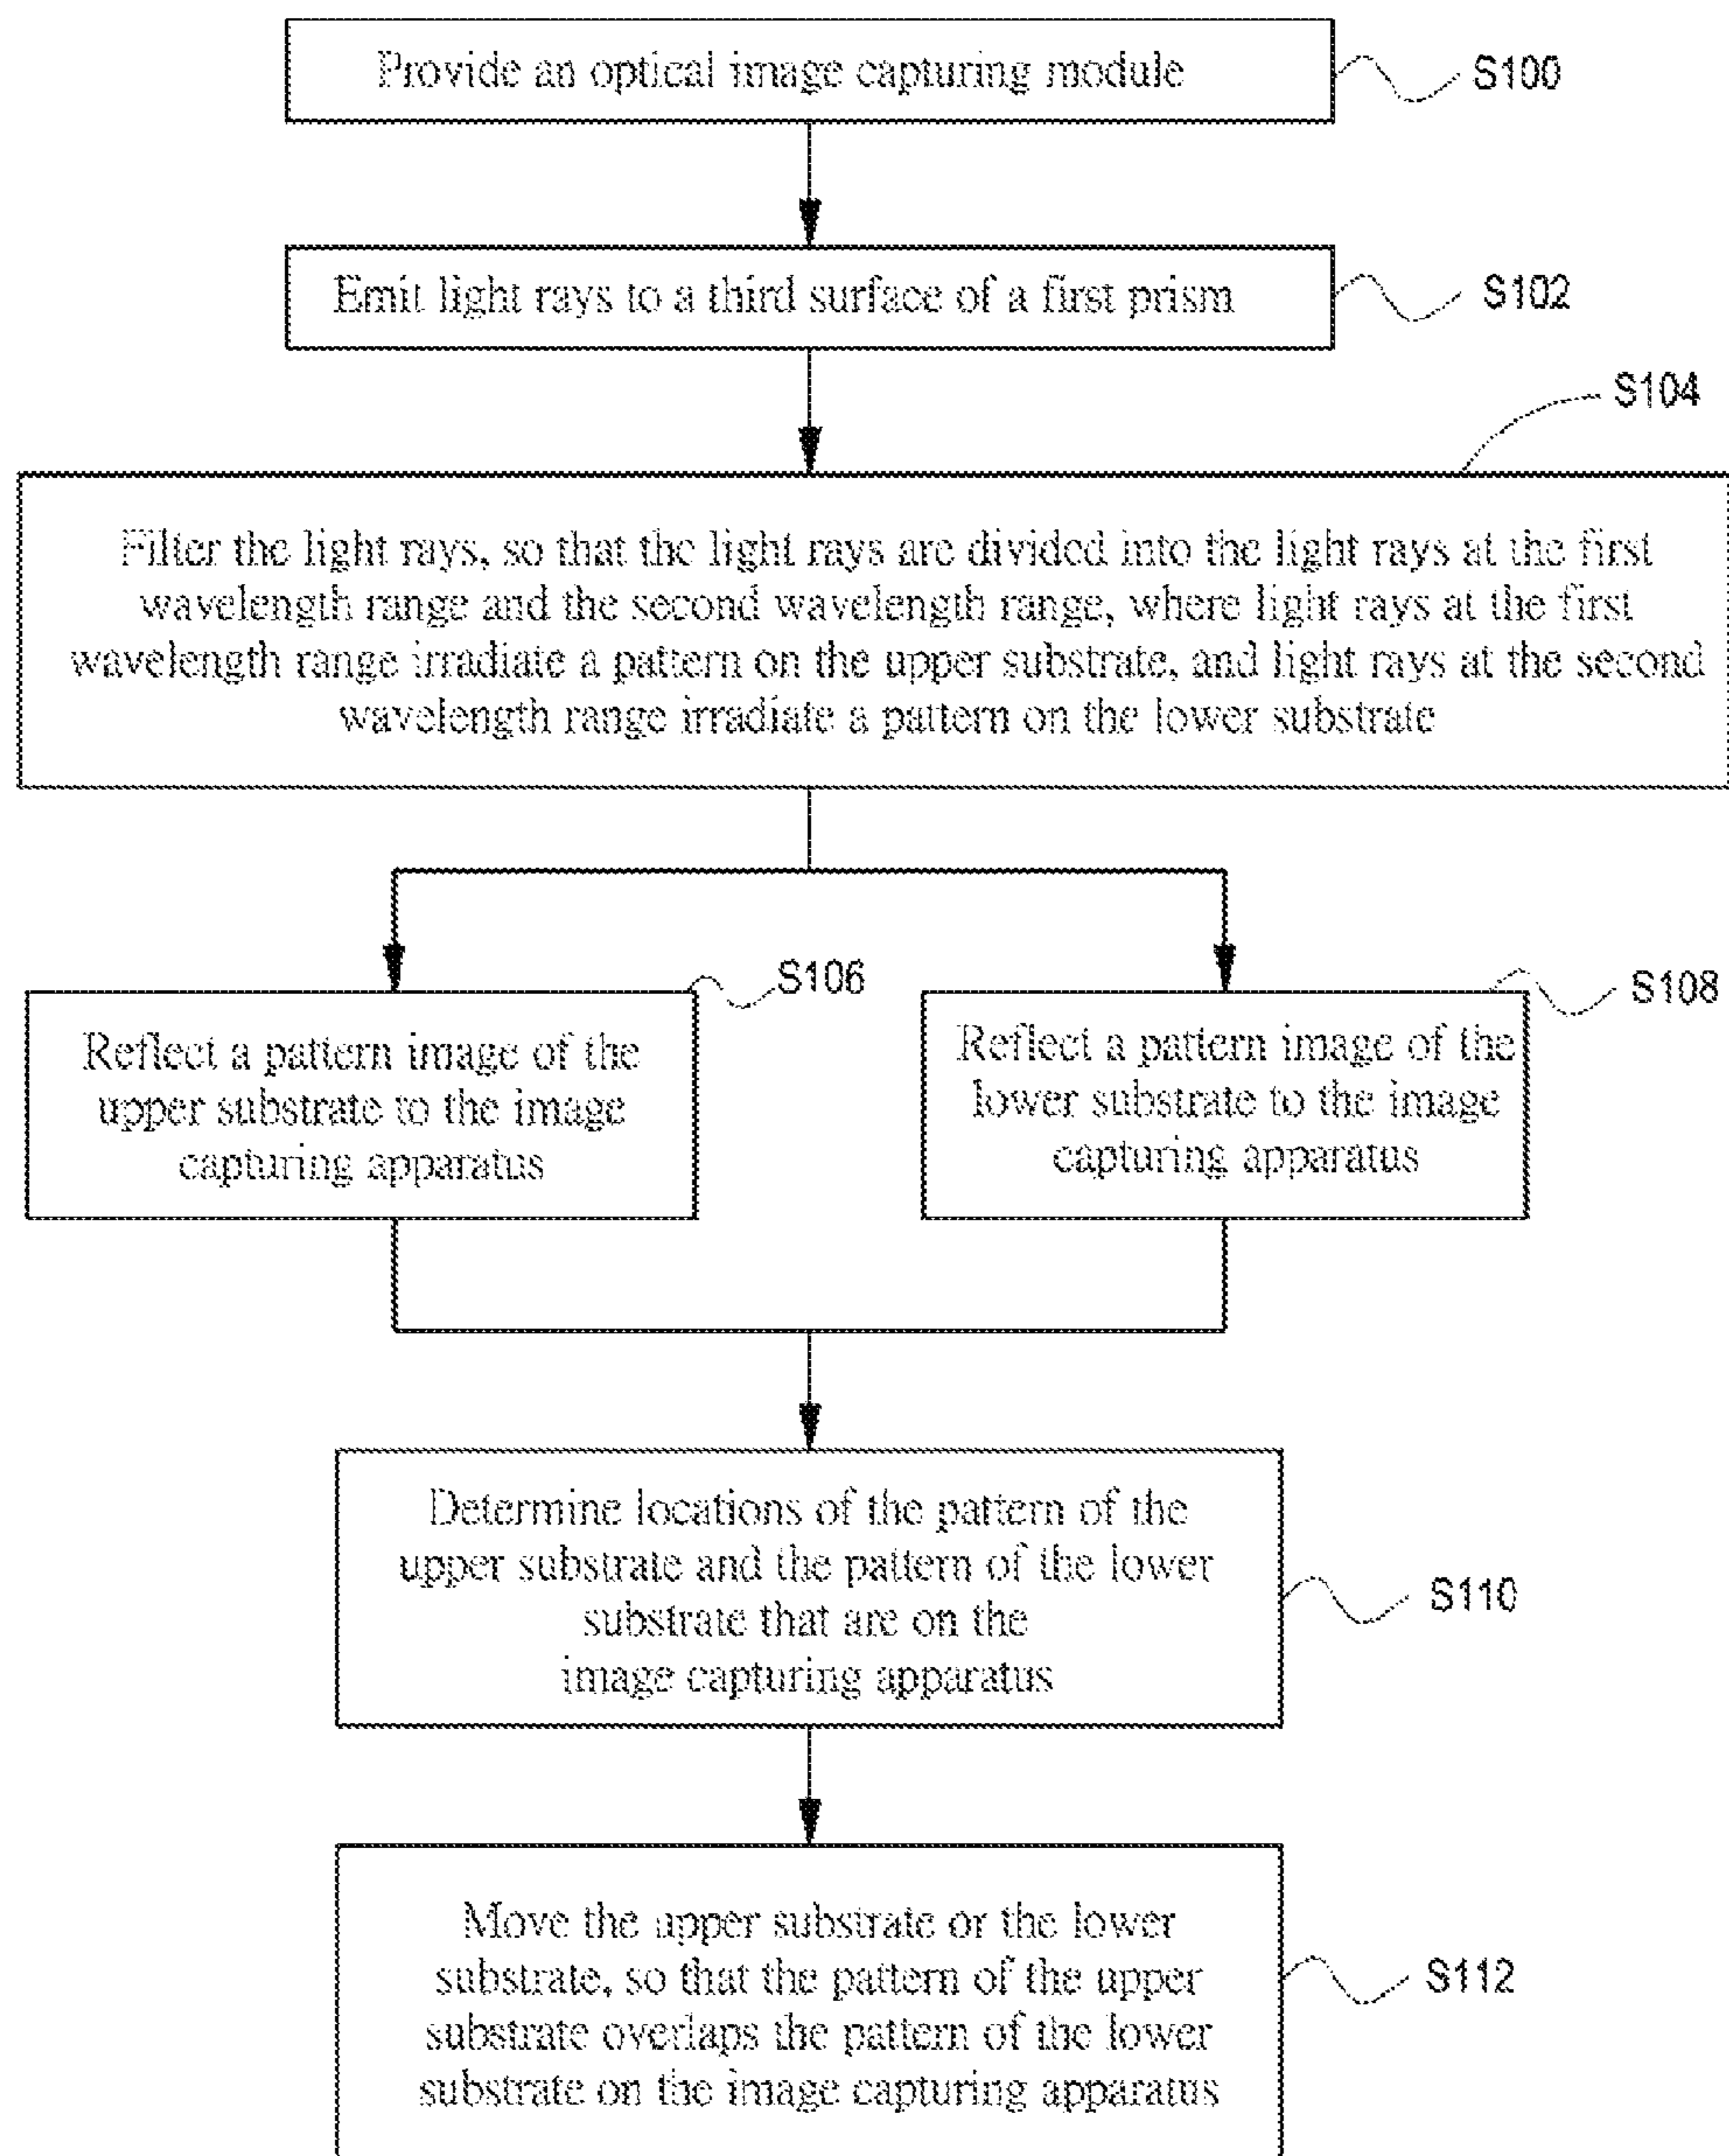 Provide an optical image capturing module
S100
Emit light rays to a third surface of a first prism
S102
S104
Filter the light rays, so that the light rays are divided into the light rays at the first
wavelength range and the second wavelength range, where light rays at the first
wavelength range irradiate a pattern on the upper substrate, and light rays at the second
wavelength range irradiate a pattern on the lower substrate
S106
Reflect a pattern image of the
upper substrate to the image
capturing apparatus
S108
Reflect a pattern image of the
lower substrate to the image
capturing apparatus
Determine locations of the pattern of the
upper substrate and the pattern of the lower
substrate that are on the
image capturing apparatus
S110
Move the upper substrate or the lower
substrate, so that the pattern of the upper
substrate overlaps the pattern of the lower
substrate on the image capturing apparatus
S112